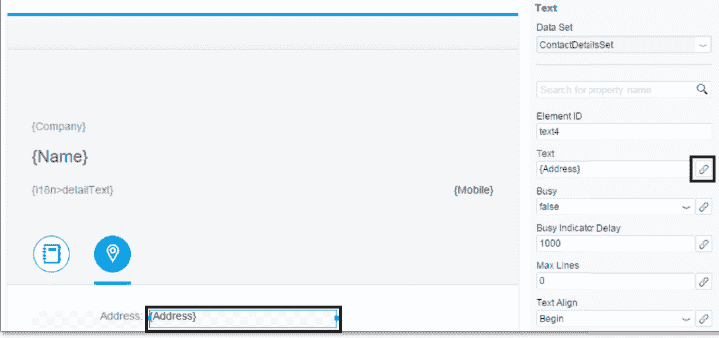 {Company}
{Name}
{i18n>detailText}
{Mobile}
Address:
{Address}
Text
Data Set
ContactDetailsSet
Search for property name
Element ID
text4
Text
{Address}
Busy
false
Busy Indicator Delay
1000
Max Lines
0
Text Align
Begin